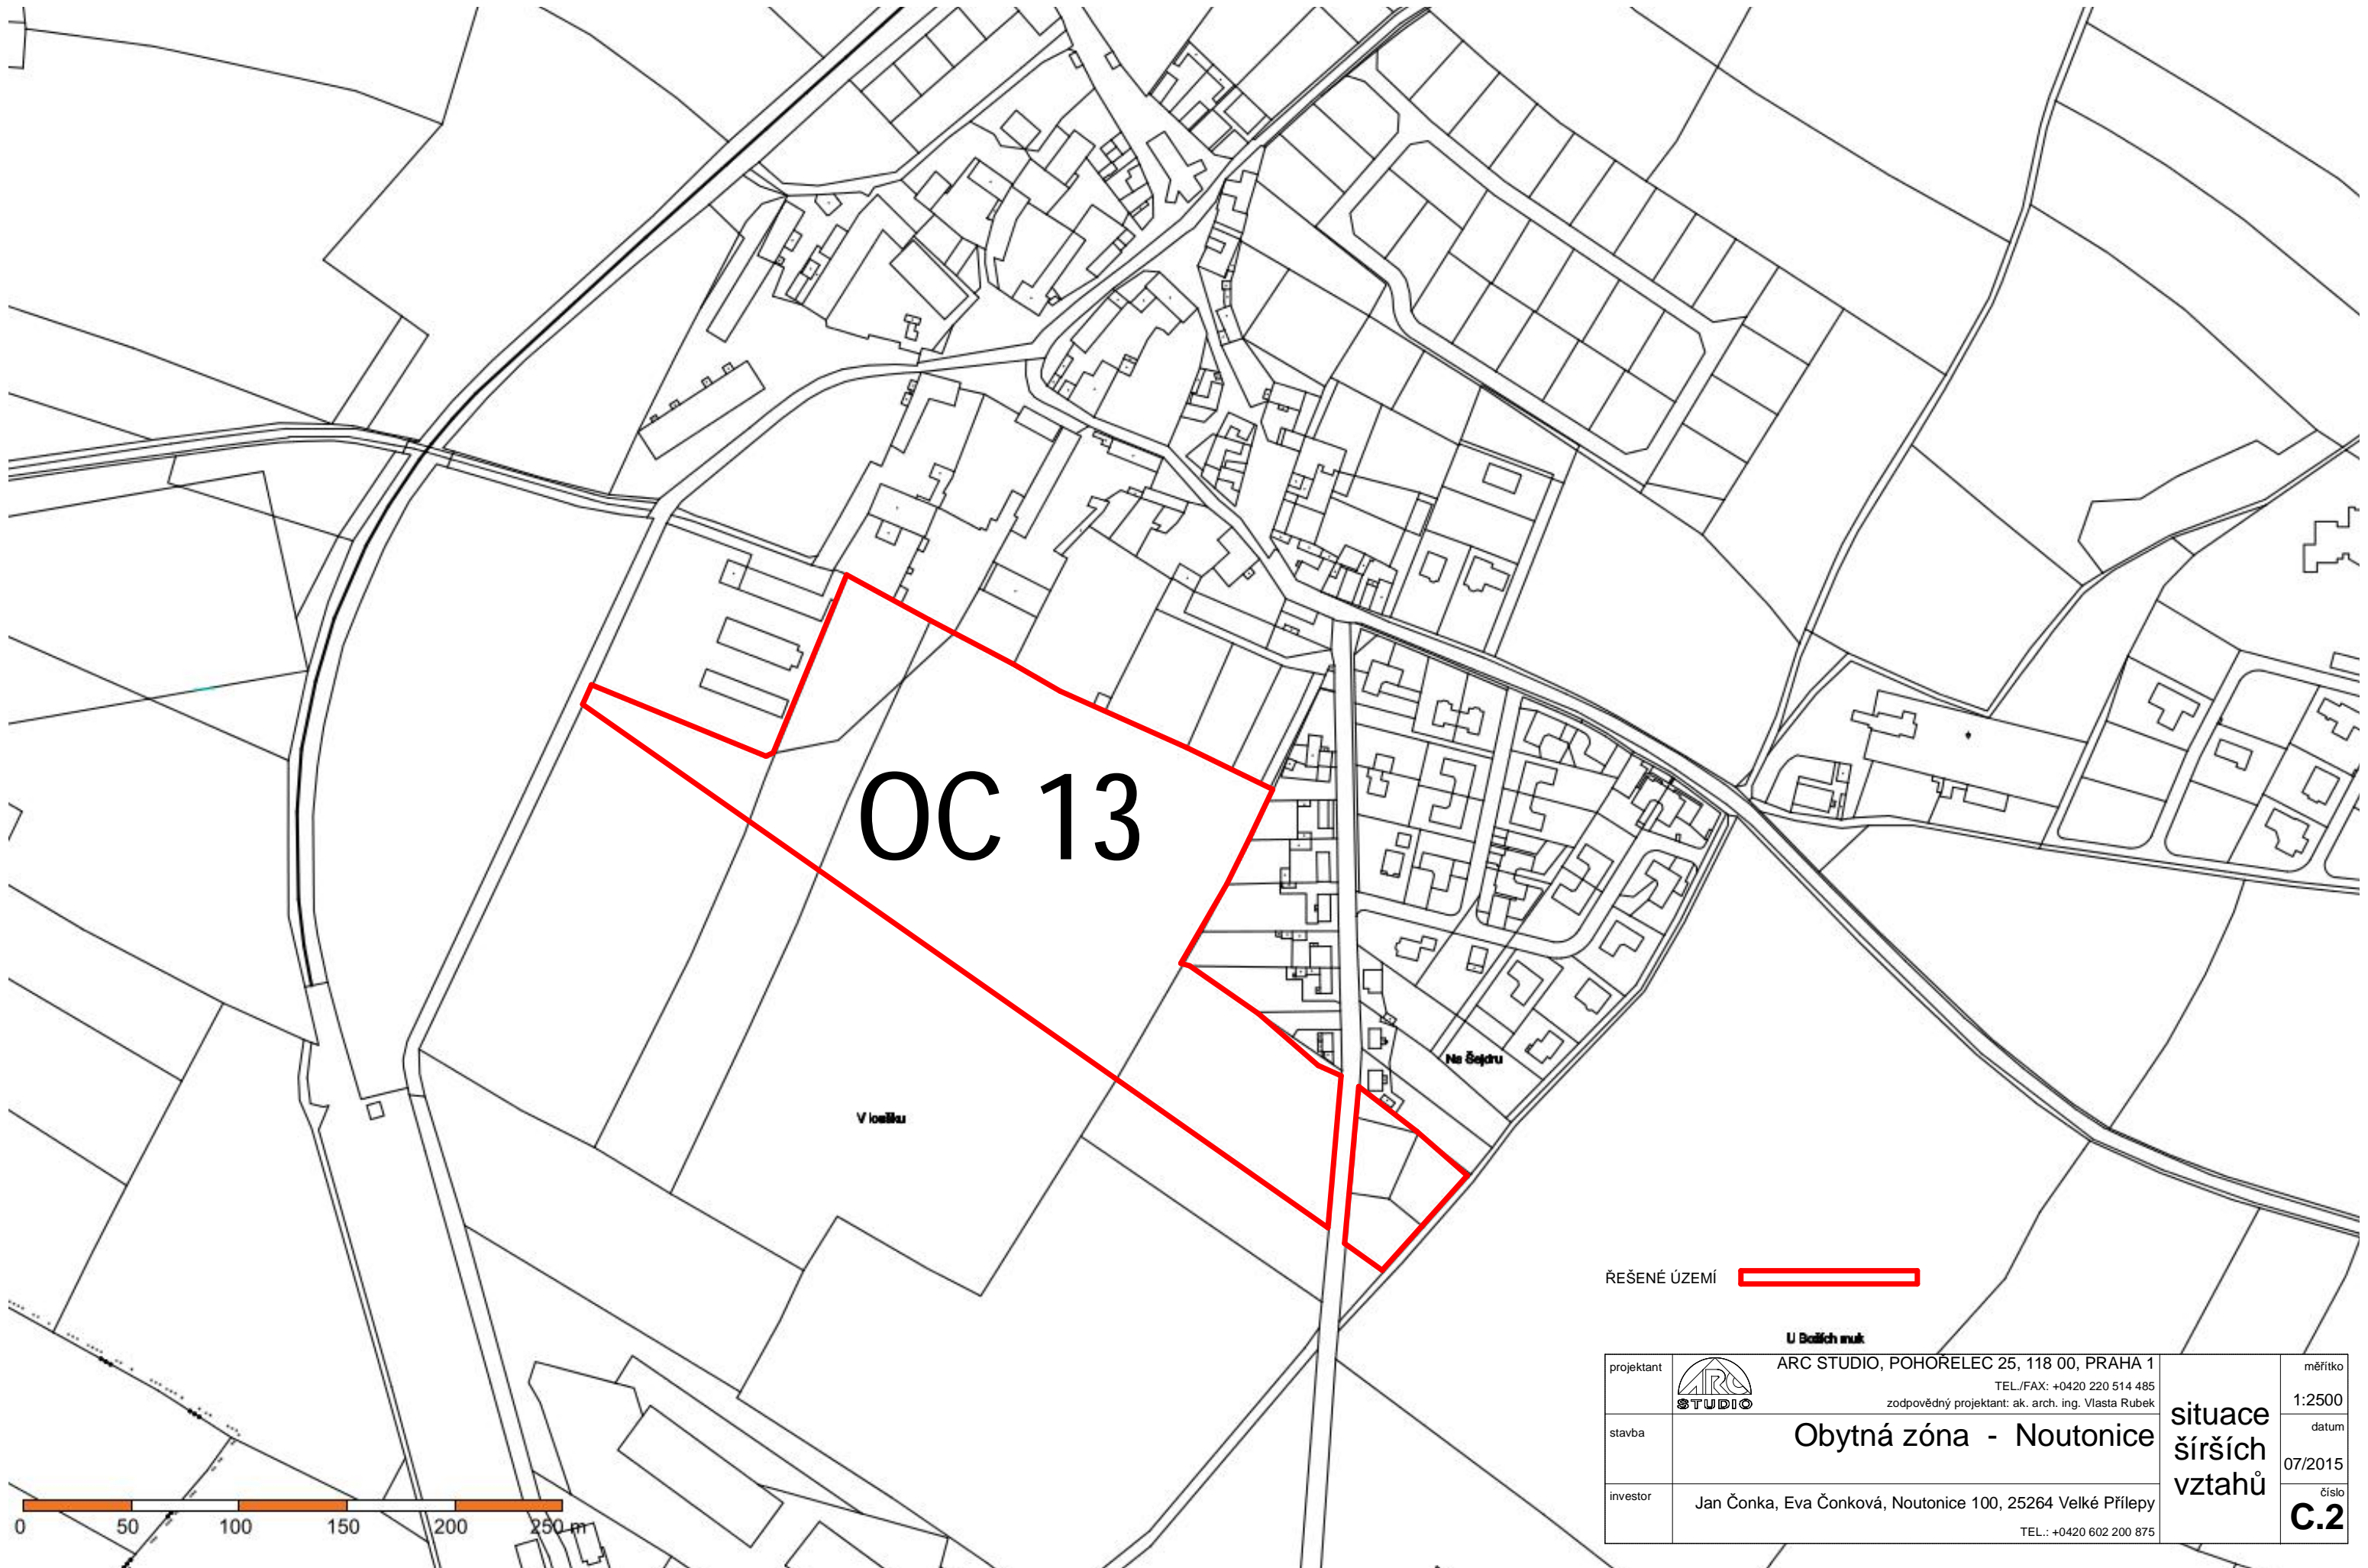 OC 13
Na Šejdru
V
ŘEŠENÉ ÚZEMÍ
U Božích muk
projektant
ARC
STUDIO
ARC STUDIO, POHOŘELEC 25, 118 00, PRAHA 1
TEL./FAX: +0420 220 514 485
zodpovědný projektant: ak. arch. ing. Vlasta Rubek
stavba
Obytná zóna - Noutonice
investor
Jan Čonka, Eva Čonková, Noutonice 100, 25264 Velké Přílepy
TEL.: +0420 602 200 875
situace
šírších
vztahů
měřítko
1:2500
datum
07/2015
číslo
C.2
0 50 100 150 200 250 m